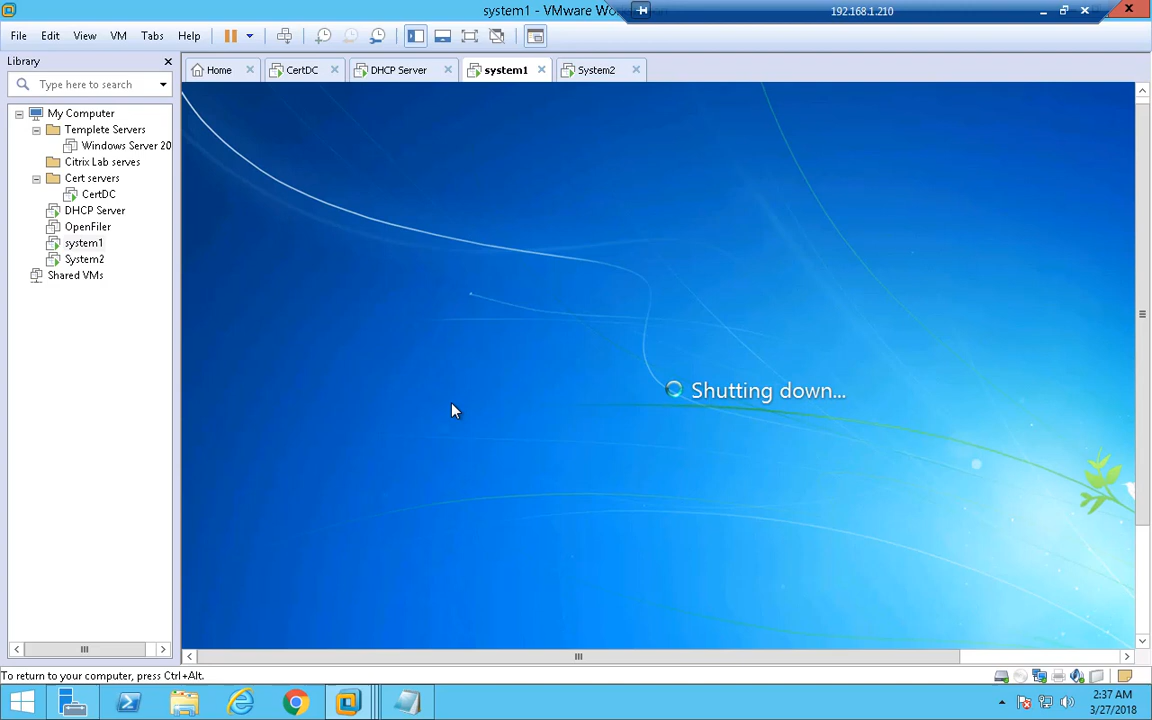 system1 - VMware Wo
192.168.1.210
File Edit View VM Tabs Help
Library
Type here to search
Home
CertDC
DHCP Server
system1
System2
My Computer
Templete Servers
Windows Server 20
Citrix Lab serves
Cert servers
CertDC
DHCP Server
OpenFiler
system1
System2
Shared VMs
Shutting down...
To return to your computer, press Ctrl+Alt.
2:37 AM
3/27/2018